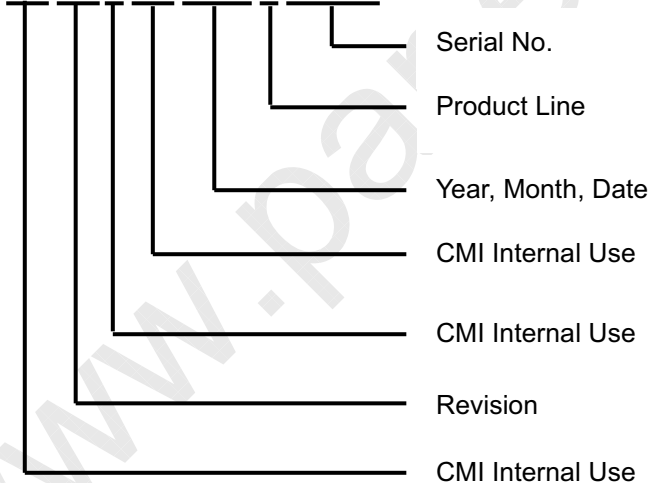 Serial No.
Product Line
Year, Month, Date
CMI Internal Use
CMI Internal Use
Revision
CMI Internal Use